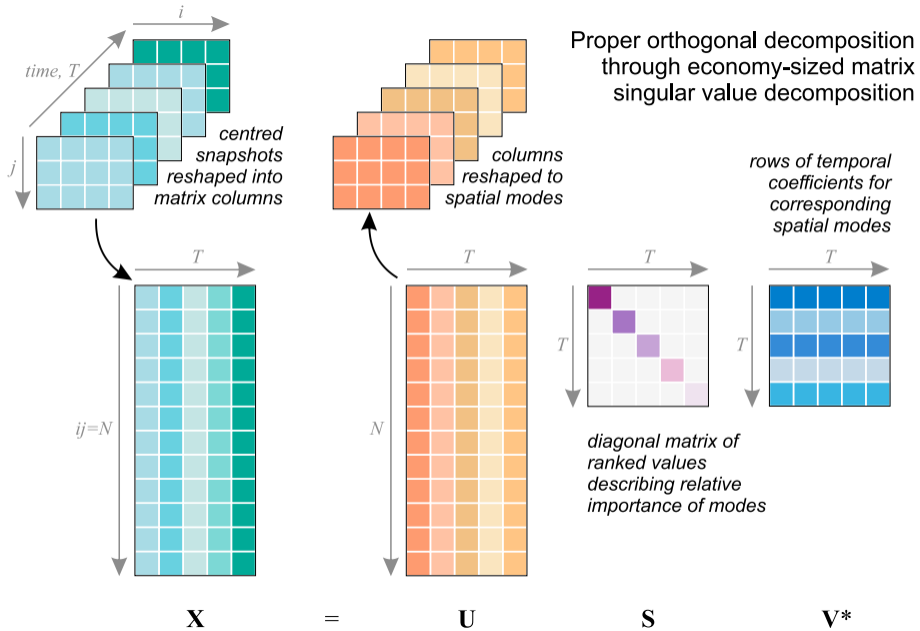 i
time, T
j
Proper orthogonal decomposition
through economy-sized matrix
singular value decomposition
centred
snapshots
reshaped into
matrix columns
columns
reshaped to
spatial modes
rows of temporal
coefficients for
corresponding
spatial modes
T
T
T
T
ij=N
N
T
T
diagonal matrix of
ranked values
describing relative
importance of modes
X = U S V*